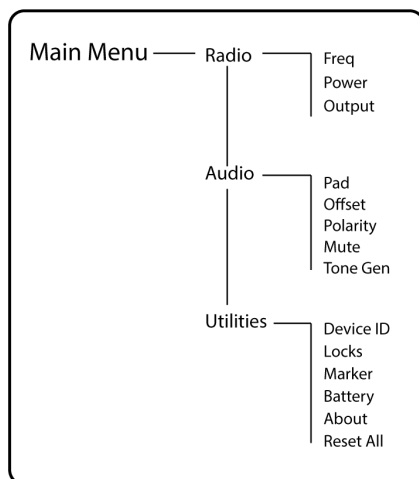 Main Menu
Radio
Freq
Power
Output
Audio
Pad
Offset
Polarity
Mute
Tone Gen
Utilities
Device ID
Locks
Marker
Battery
About
Reset All